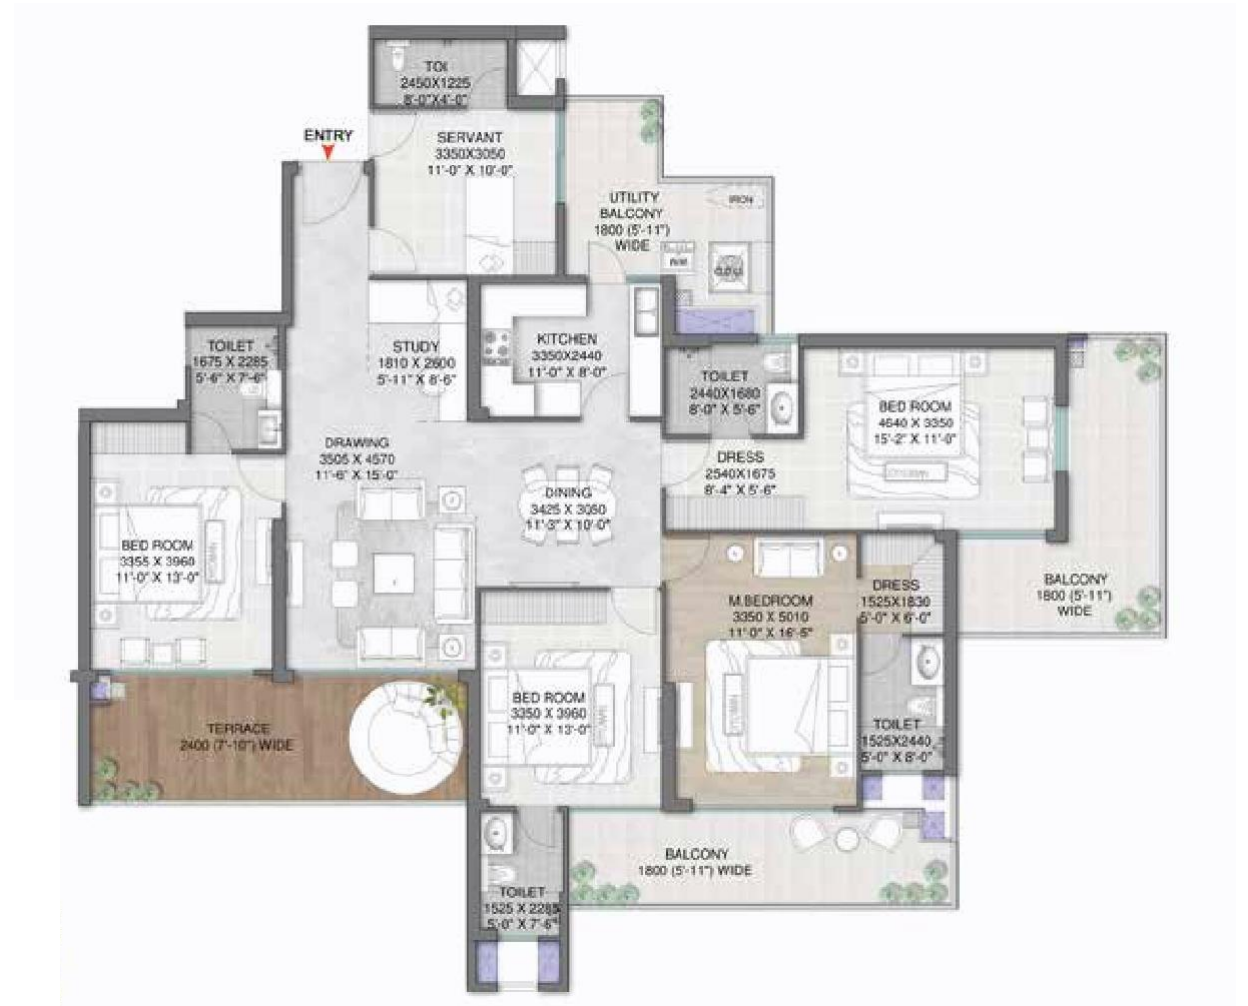 TOI
2450X1225
8'-0"X4'-0"
ENTRY
SERVANT
3350X3050
11'-0" X 10'-0"
UTILITY
BALCONY
1800 (5'-11")
WIDE
IRON
W/M
TOILET
1675 X 2285
5'-6" X 7'-6"
STUDY
1810 X 2600
5'-11" X 8'-6"
KITCHEN
3350X2440
11'-0" X 8'-0"
TOILET
2440X1680
8'-0" X 5'-6"
BED ROOM
4640 X 3350
15'-2" X 11'-0"
DRAWING
3505 X 4570
11'-6" X 15'-0"
DRESS
2540X1675
8'-4" X 5'-6"
DINING
3425 X 3050
11'-3" X 10'-0"
BED ROOM
3355 X 3960
11'-0" X 13'-0"
M.BEDROOM
3350 X 5010
11'-0" X 16'-5"
DRESS
1525X1830
5'-0" X 6'-0"
BALCONY
1800 (5'-11")
WIDE
BED ROOM
3350 X 3960
11'-0" X 13'-0"
TERRACE
2400 (7'-10") WIDE
TOILET
1525X2440
5'-0" X 8'-0"
BALCONY
1800 (5'-11") WIDE
TOILET
1525 X 2285
5'-0" X 7'-6"